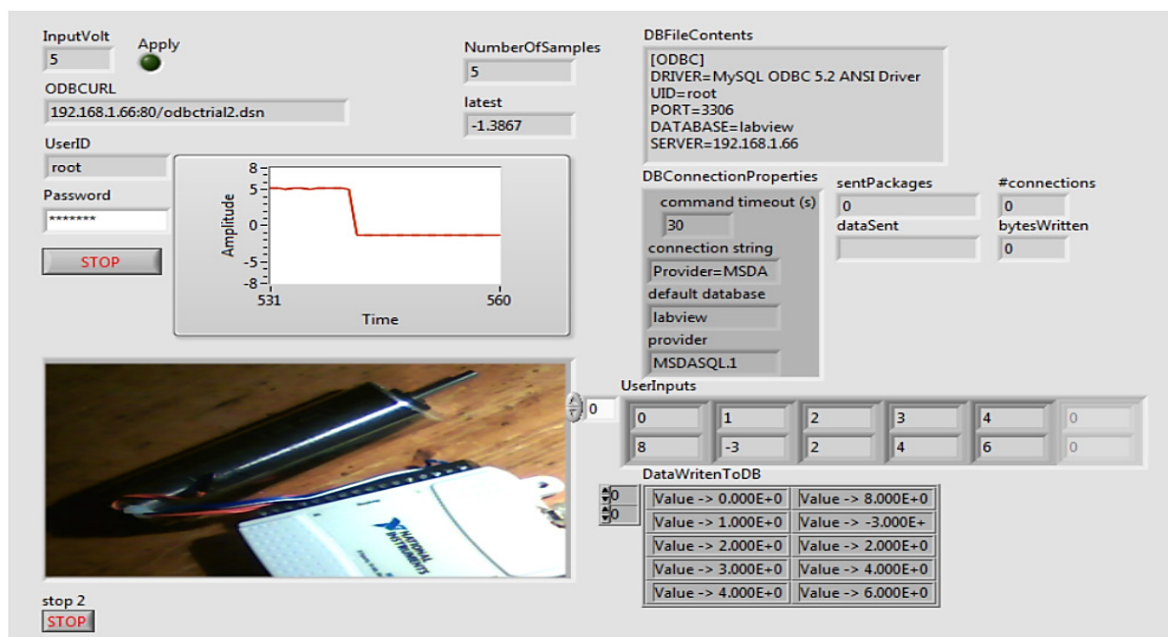 InputVolt
5
Apply
ODBCURL
192.168.1.66:80/odbctrial2.dsn
UserID
root
Password
*******
STOP
NumberOfSamples
5
latest
-1.3867
8
5
0
-5
-8
Amplitude
531
560
Time
DBFileContents
[ODBC]
DRIVER=MySQL ODBC 5.2 ANSI Driver
UID=root
PORT=3306
DATABASE=labview
SERVER=192.168.1.66
DBConnectionProperties
command timeout (s)
30
connection string
Provider=MSDA
default database
labview
provider
MSDASQL.1
sentPackages
0
#connections
0
dataSent
bytesWritten
0
NATIONAL
INSTRUMENTS
UserInputs
0
0 1 2 3 4 0
8 -3 2 4 6 0
DataWritenToDB
0
0
Value -> 0.000E+0 Value -> 8.000E+0
Value -> 1.000E+0 Value -> -3.000E+
Value -> 2.000E+0 Value -> 2.000E+0
Value -> 3.000E+0 Value -> 4.000E+0
Value -> 4.000E+0 Value -> 6.000E+0
stop 2
STOP